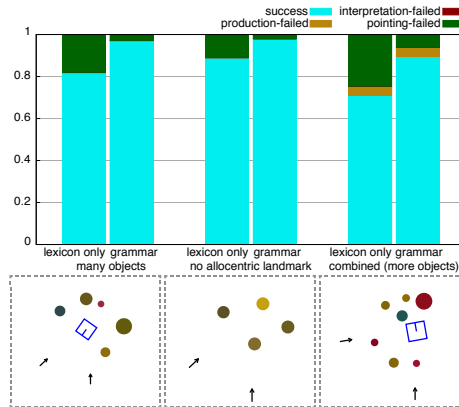 success interpretation-failed
production-failed pointing-failed
1
0.8
0.6
0.4
0.2
0
lexicon only grammar lexicon only grammar lexicon only grammar
many objects no allocentric landmark combined (more objects)